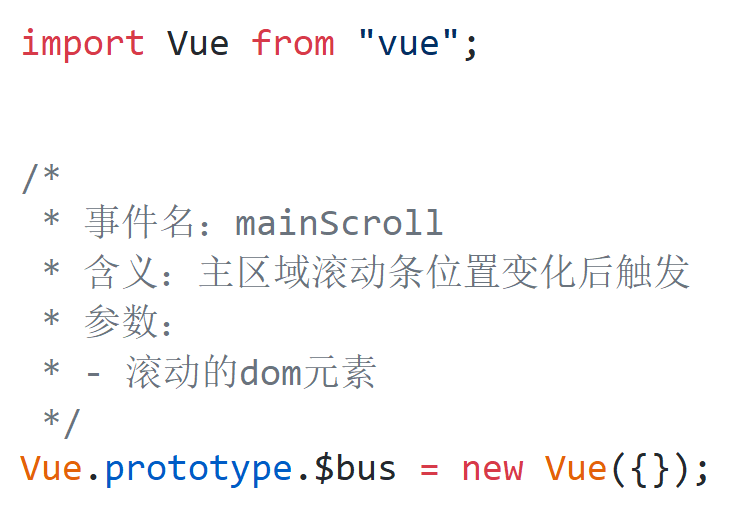 import Vue from "vue";
/*
 * 事件名：mainScroll
 * 含义：主区域滚动条位置变化后触发
 * 参数：
 * - 滚动的dom元素
 */
Vue.prototype.$bus = new Vue({});